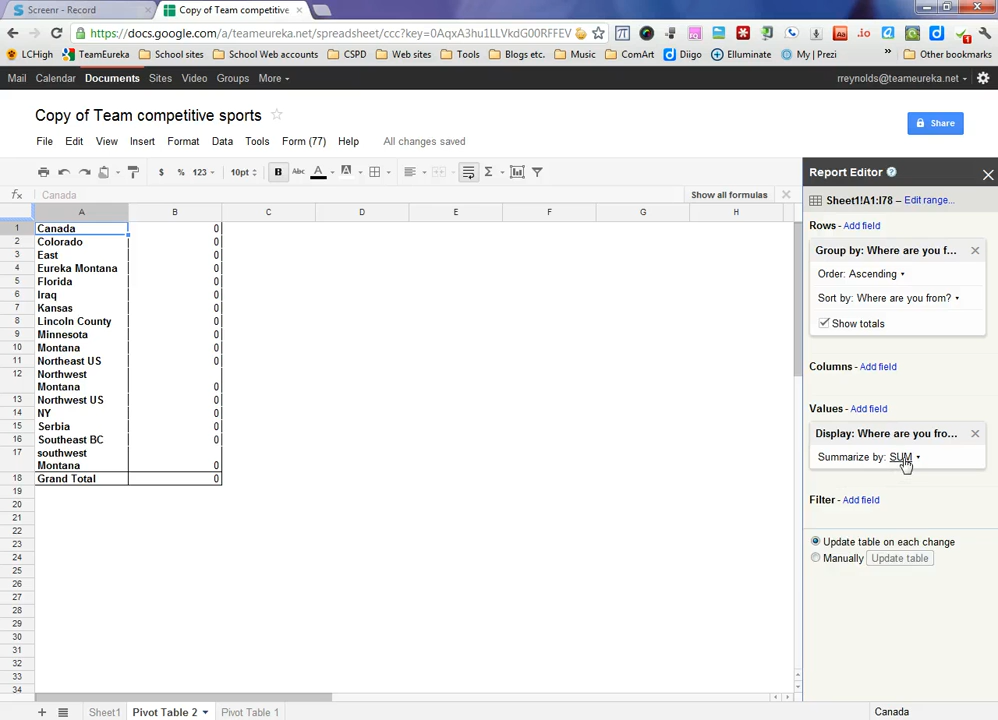 Screenr - Record
Copy of Team competitive
https://docs.google.com/a/teameureka.net/spreadsheet/ccc?key=0AqxA3hu1LLVkdG00RFFEV
LCHigh TeamEureka School sites School Web accounts CSPD Web sites Tools Blogs etc. Music ComArt Diigo Elluminate My | Prezi » Other bookmarks
Mail Calendar Documents Sites Video Groups More rreynolds@teameureka.net
Copy of Team competitive sports
Share
File Edit View Insert Format Data Tools Form (77) Help All changes saved
$ % 123 10pt B Abc A A Σ
Report Editor
fx Canada Show all formulas
Sheet1!A1:I78 – Edit range...
A B C D E F G H
Rows - Add field
1 Canada 0
2 Colorado 0
3 East 0
4 Eureka Montana 0
5 Florida 0
6 Iraq 0
7 Kansas 0
8 Lincoln County 0
9 Minnesota 0
10 Montana 0
11 Northeast US 0
12 Northwest
Montana 0
13 Northwest US 0
14 NY 0
15 Serbia 0
16 Southeast BC 0
17 southwest
Montana 0
18 Grand Total 0
19
20
21
22
23
24
25
26
27
28
29
30
31
32
33
34
Group by: Where are you f...
Order: Ascending
Sort by: Where are you from?
Show totals
Columns - Add field
Values - Add field
Display: Where are you fro...
Summarize by: SUM
Filter - Add field
Update table on each change
Manually Update table
+ Sheet1 Pivot Table 2 Pivot Table 1 Canada